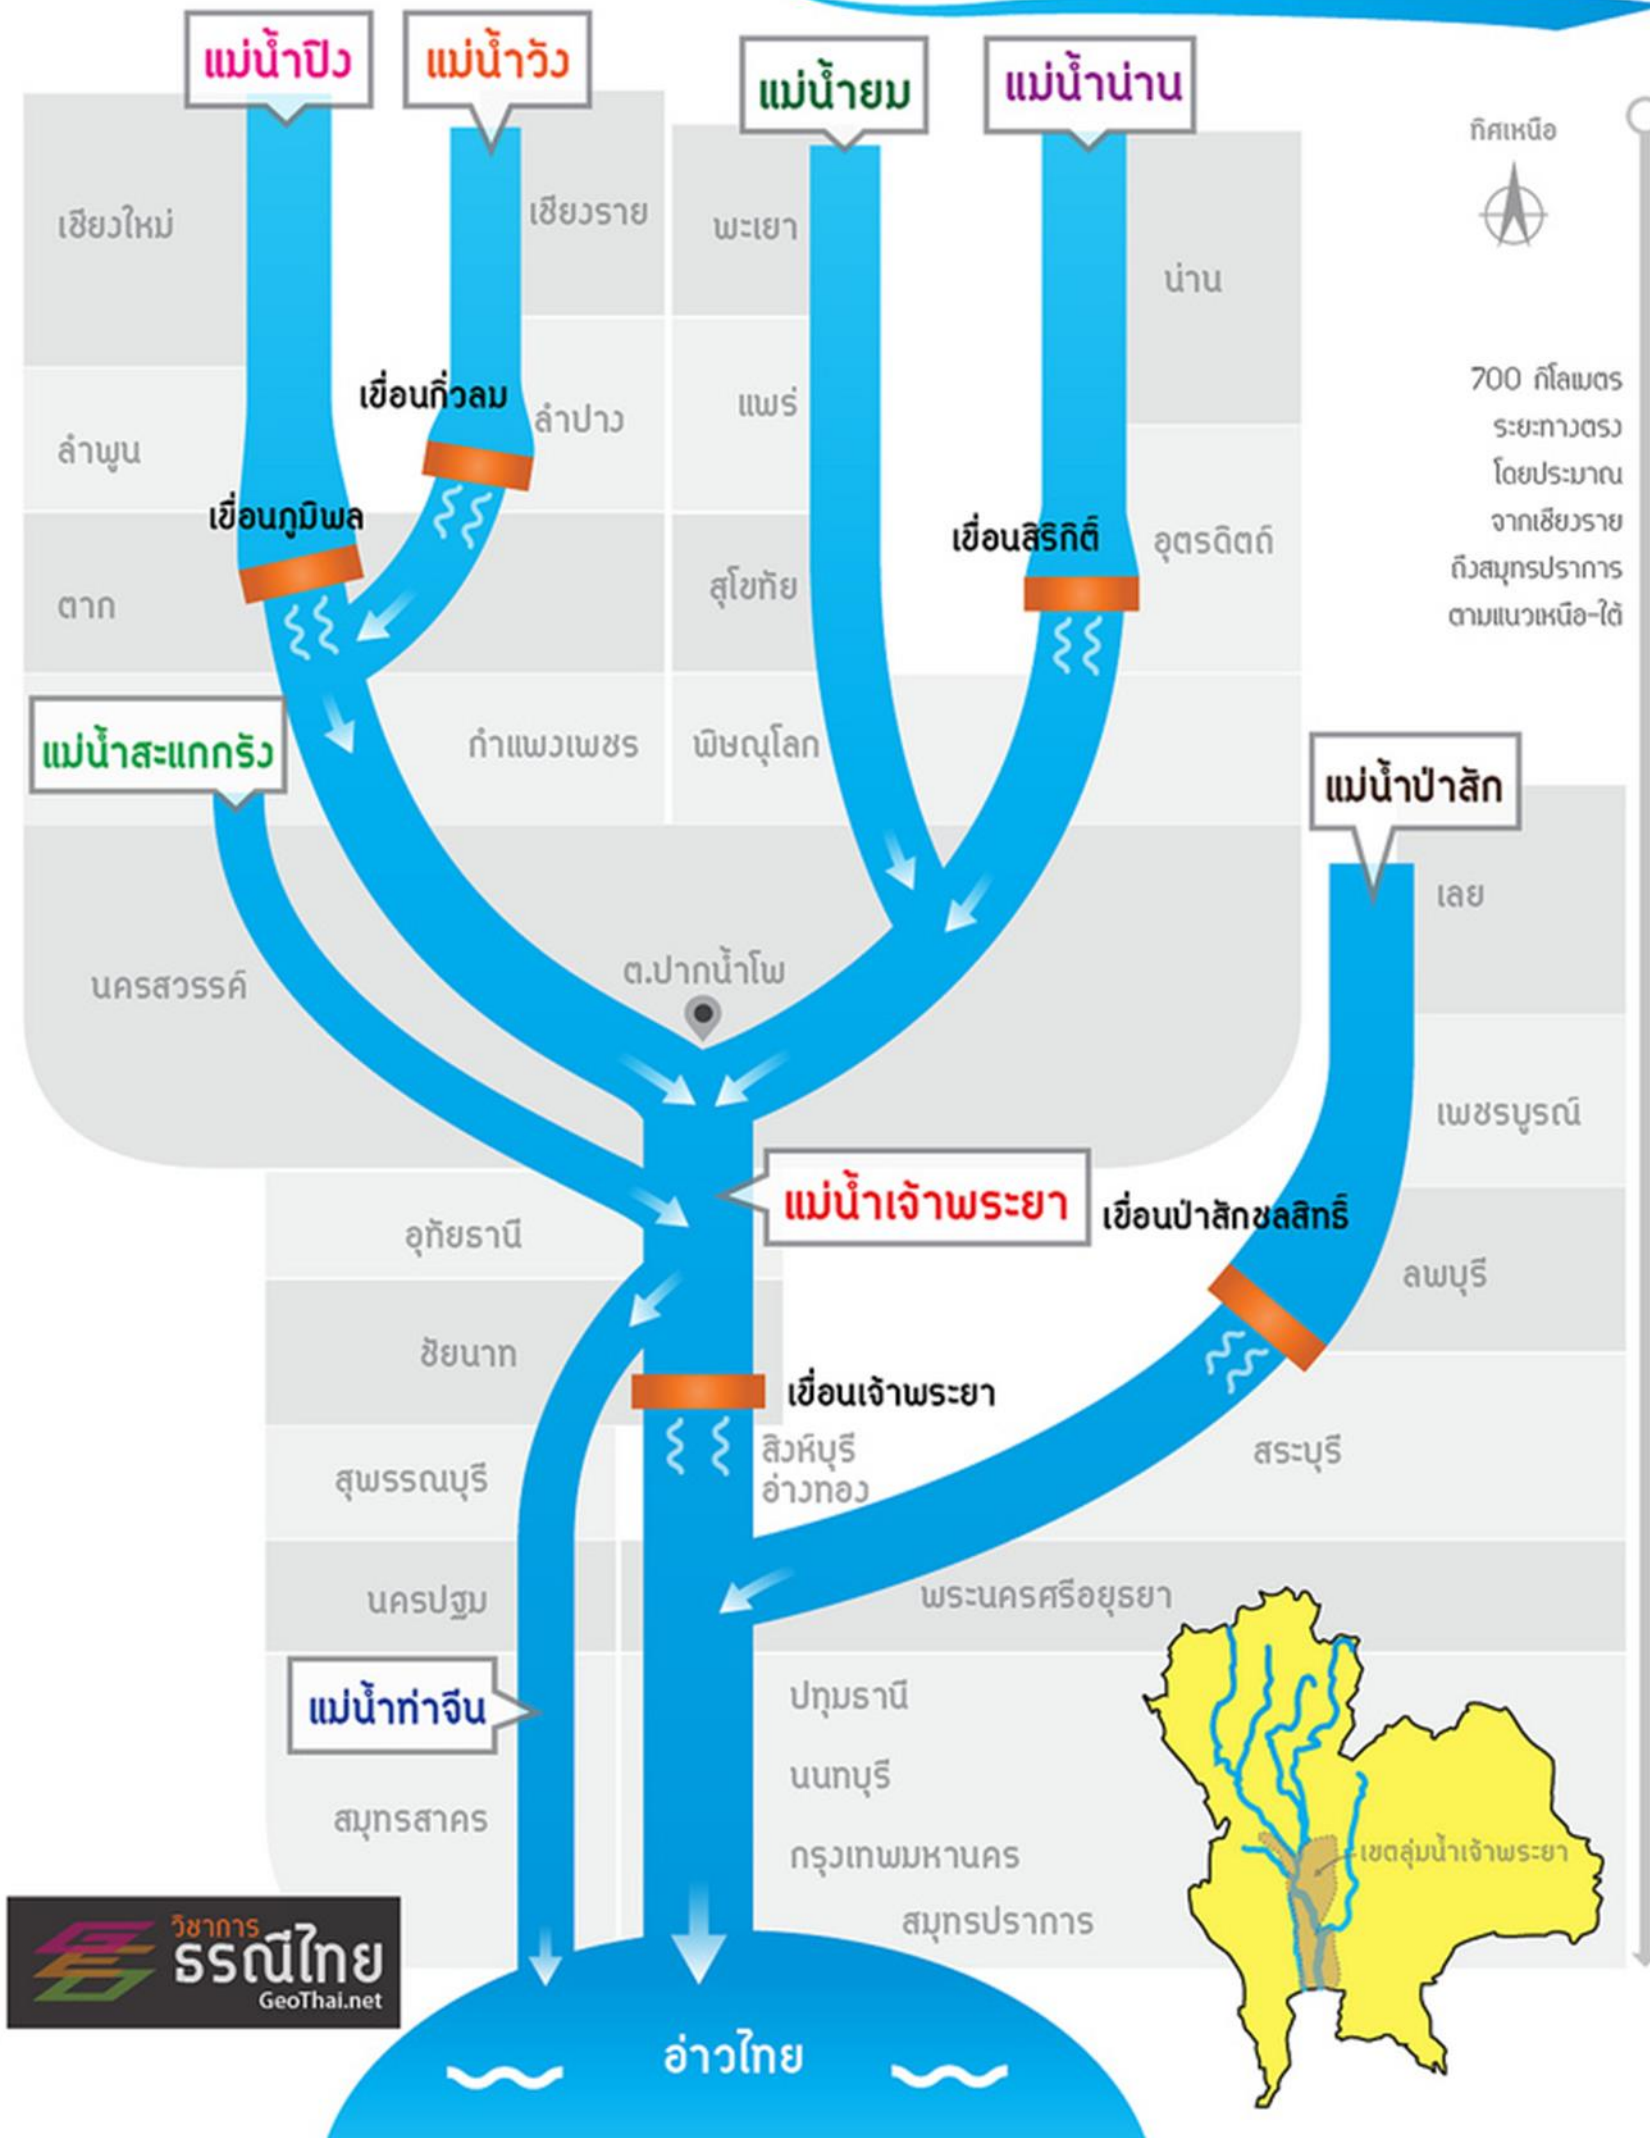 แม่น้ำปิง
แม่น้ำวัง
แม่น้ำยม
แม่น้ำน่าน
ทิศเหนือ
เชียงใหม่
เชียงราย
พะเยา
น่าน
700 กิโลเมตร
ระยะทางตรง
โดยประมาณ
จากเชียงราย
ถึงสมุทรปราการ
ตามแนวเหนือ-ใต้
เขื่อนกิ่วลม
ลำปาง
แพร่
ลำพูน
เขื่อนภูมิพล
เขื่อนสิริกิติ์
อุตรดิตถ์
ตาก
สุโขทัย
แม่น้ำสะแกกรัง
กำแพงเพชร
พิษณุโลก
แม่น้ำป่าสัก
เลย
นครสวรรค์
ต.ปากน้ำโพ
เพชรบูรณ์
แม่น้ำเจ้าพระยา
เขื่อนป่าสักชลสิทธิ์
อุทัยธานี
ลพบุรี
ชัยนาท
เขื่อนเจ้าพระยา
สิงห์บุรี
อ่างทอง
สระบุรี
สุพรรณบุรี
นครปฐม
พระนครศรีอยุธยา
แม่น้ำท่าจีน
ปทุมธานี
นนทบุรี
สมุทรสาคร
กรุงเทพมหานคร
เขตลุ่มน้ำเจ้าพระยา
สมุทรปราการ
วิชาการ
ธรณีไทย
GeoThai.net
อ่าวไทย